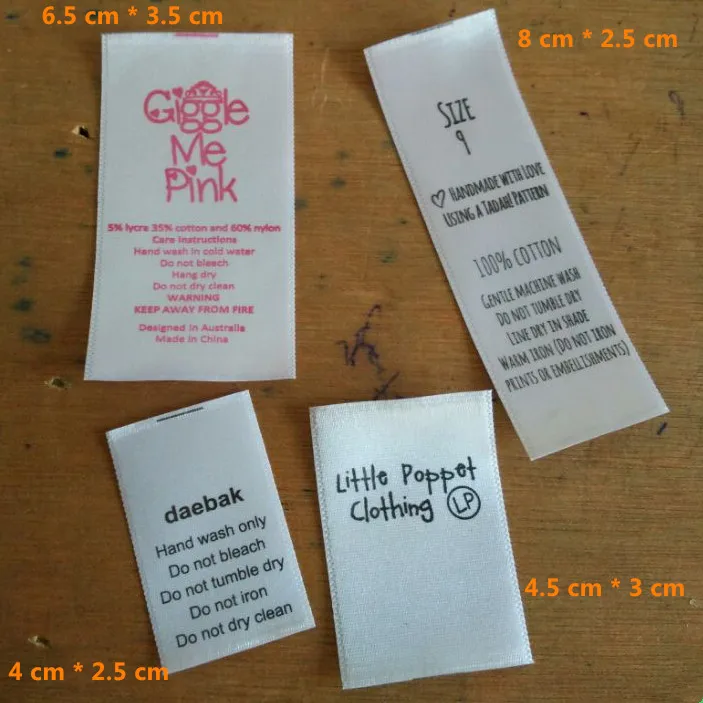 6.5 cm * 3.5 cm
Giggle
Me
Pink
5% lycra 35% cotton and 60% nylon
Care instructions
Hand wash in cold water
Do not bleach
Hang dry
Do not dry clean
WARNING
KEEP AWAY FROM FIRE
Designed in Australia
Made in China
8 cm * 2.5 cm
SIZE
9
HANDMADE WITH LOVE
USING A TADAH! PATTERN
100% COTTON
GENTLE MACHINE WASH
DO NOT TUMBLE DRY
LINE DRY IN SHADE
WARM IRON (DO NOT IRON
PRINTS OR EMBELLISHMENTS)
daebak
Hand wash only
Do not bleach
Do not tumble dry
Do not iron
Do not dry clean
4 cm * 2.5 cm
Little Poppet
Clothing LP
4.5 cm * 3 cm